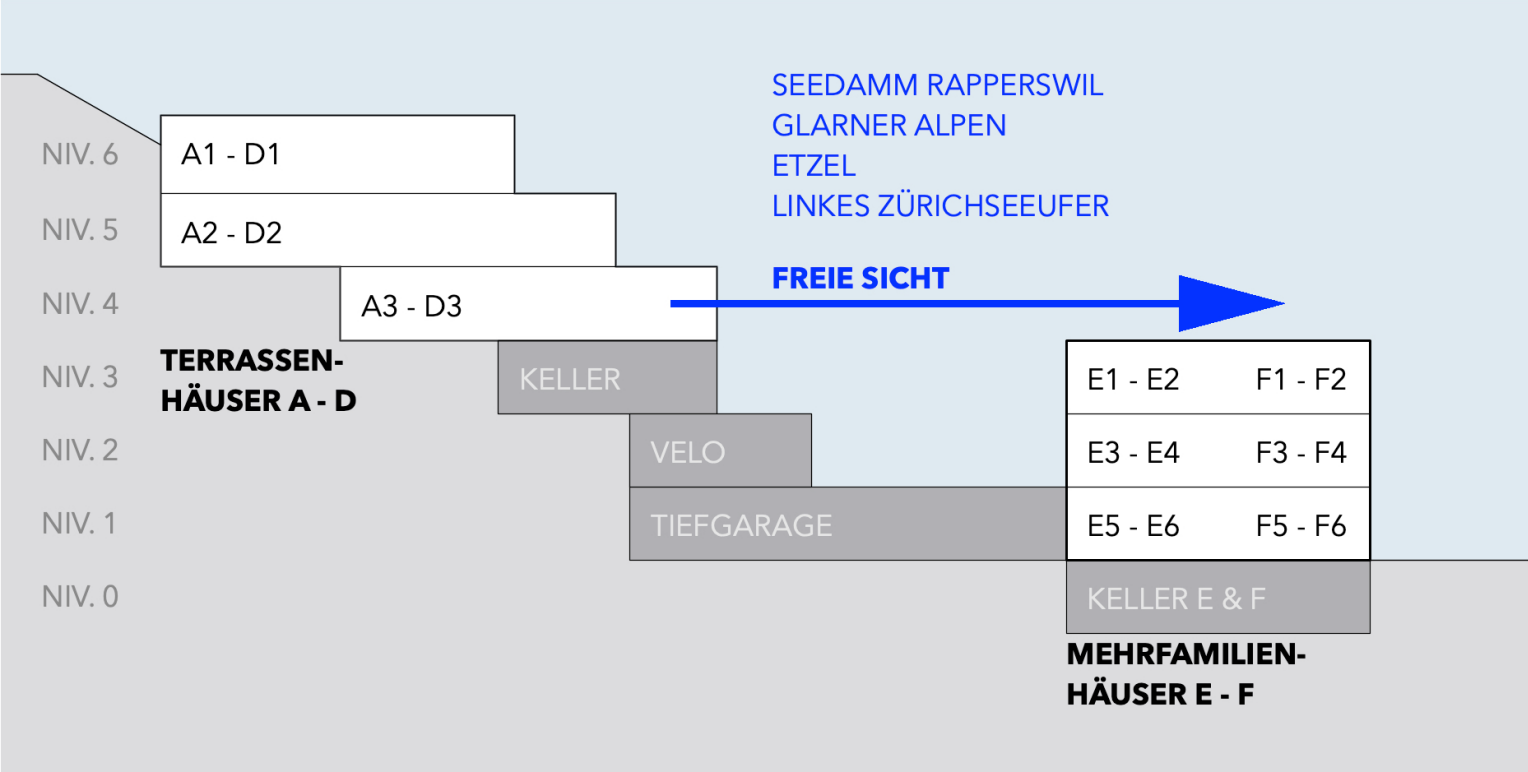 SEEDAMM RAPPERSWIL
GLARNER ALPEN
ETZEL
LINKES ZÜRICHSEEUFER
FREIE SICHT
NIV. 6
A1 - D1
NIV. 5
A2 - D2
NIV. 4
A3 - D3
TERRASSEN-
HÄUSER A - D
NIV. 3
KELLER
E1 - E2
F1 - F2
NIV. 2
VELO
E3 - E4
F3 - F4
NIV. 1
TIEFGARAGE
E5 - E6
F5 - F6
NIV. 0
KELLER E & F
MEHRFAMILIEN-
HÄUSER E - F